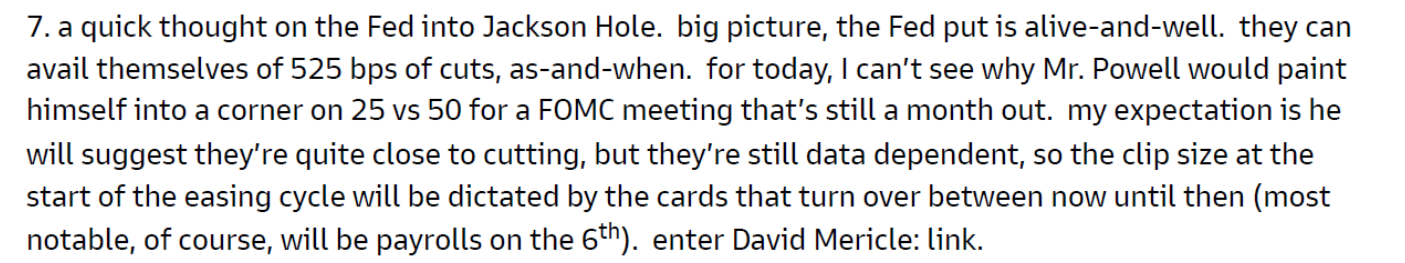 7. a quick thought on the Fed into Jackson Hole.  big picture, the Fed put is alive-and-well.  they can
avail themselves of 525 bps of cuts, as-and-when.  for today, I can't see why Mr. Powell would paint
himself into a corner on 25 vs 50 for a FOMC meeting that's still a month out.  my expectation is he
will suggest they're quite close to cutting, but they're still data dependent, so the clip size at the
start of the easing cycle will be dictated by the cards that turn over between now until then (most
notable, of course, will be payrolls on the 6th).  enter David Mericle: link.